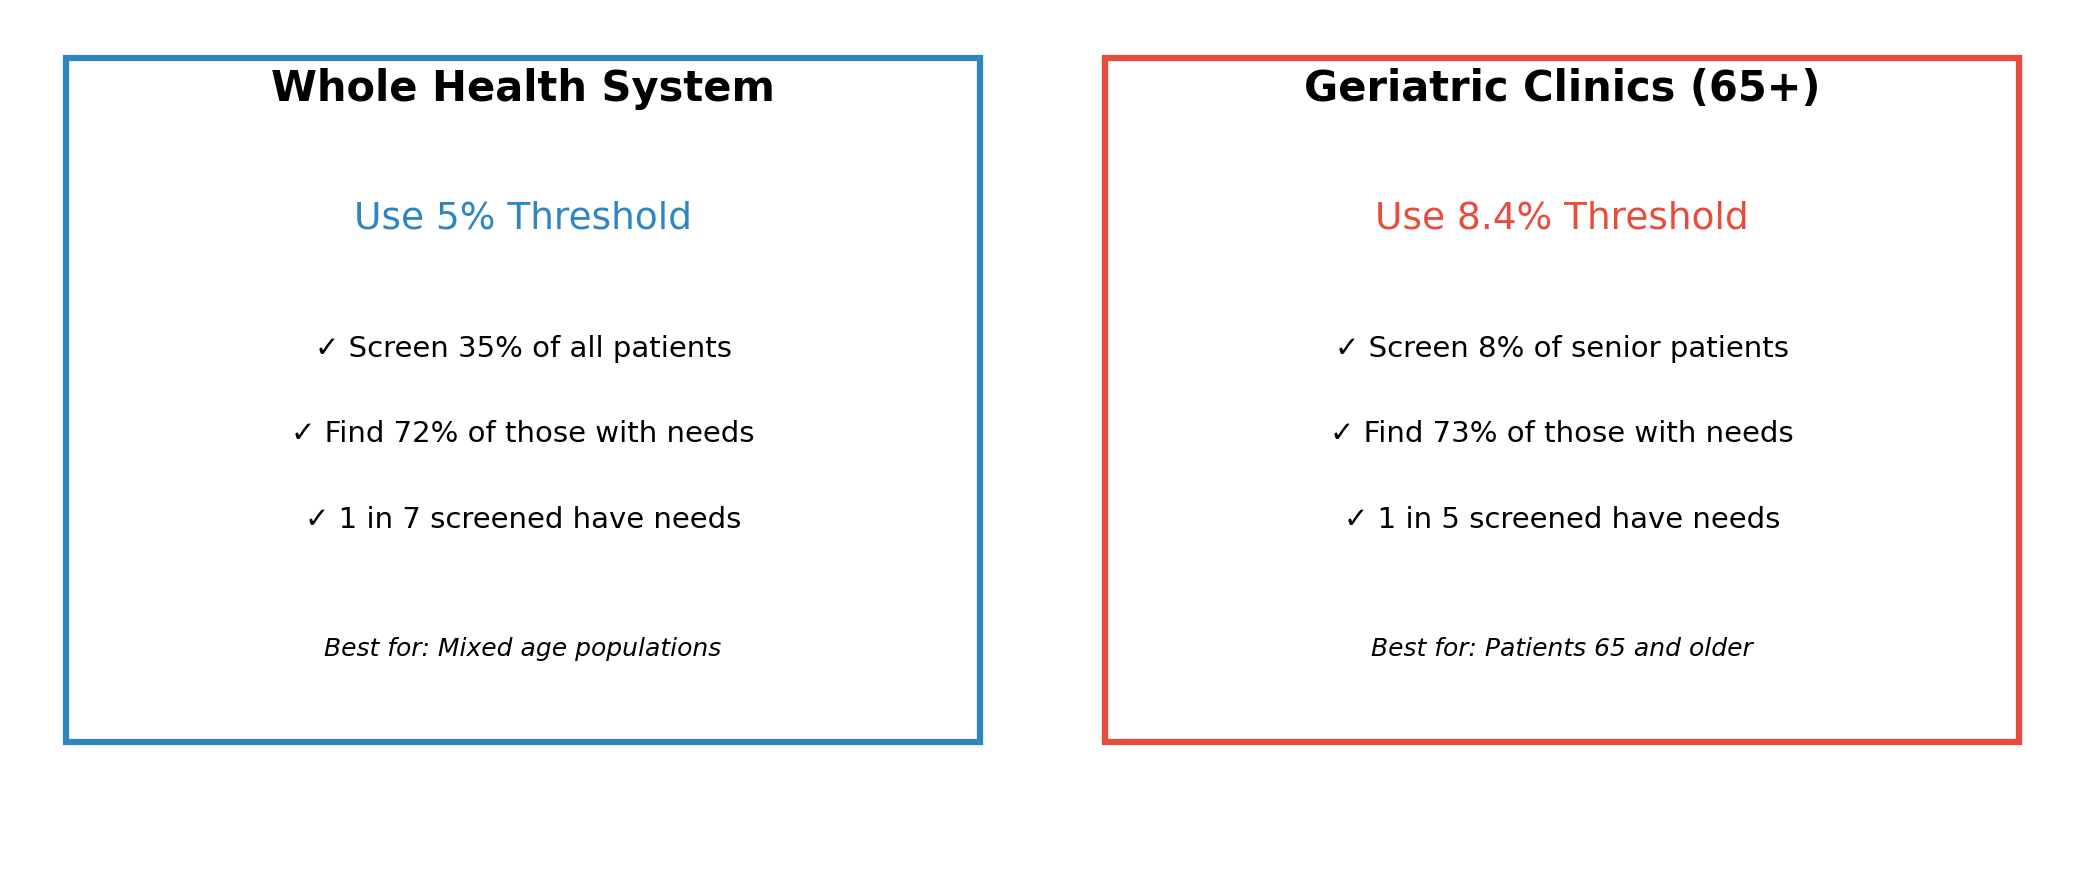 Whole Health System
Use 5% Threshold
✓ Screen 35% of all patients
✓ Find 72% of those with needs
✓ 1 in 7 screened have needs
Best for: Mixed age populations
Geriatric Clinics (65+)
Use 8.4% Threshold
✓ Screen 8% of senior patients
✓ Find 73% of those with needs
✓ 1 in 5 screened have needs
Best for: Patients 65 and older